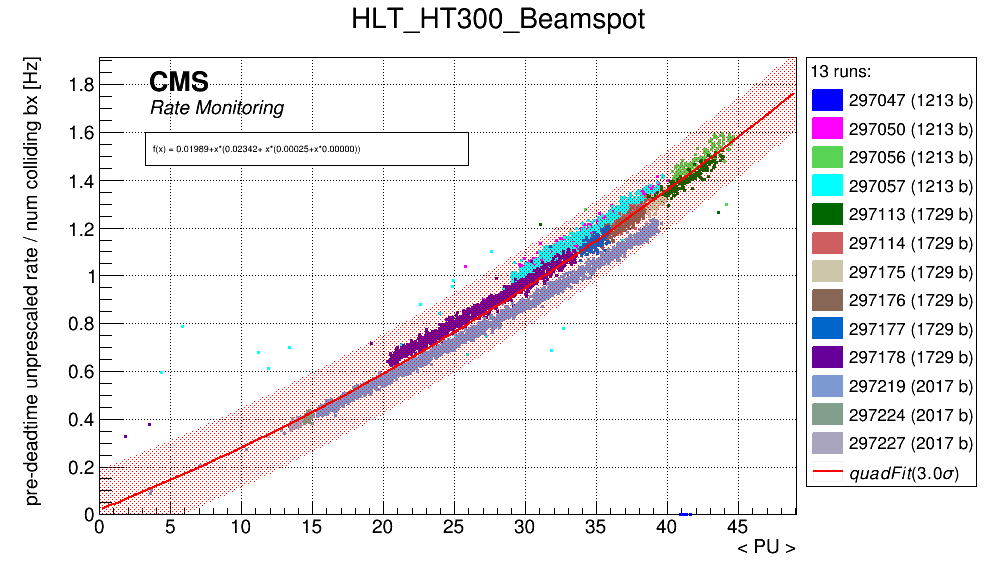 HLT_HT300_Beamspot
pre-deadtime unprescaled rate / num colliding bx [Hz]
CMS
Rate Monitoring
f(x) = 0.01989+x*(0.02342+ x*(0.00025+x*0.00000))
1.8
1.6
1.4
1.2
1
0.8
0.6
0.4
0.2
0
0 5 10 15 20 25 30 35 40 45
< PU >
13 runs:
297047 (1213 b)
297050 (1213 b)
297056 (1213 b)
297057 (1213 b)
297113 (1729 b)
297114 (1729 b)
297175 (1729 b)
297176 (1729 b)
297177 (1729 b)
297178 (1729 b)
297219 (2017 b)
297224 (2017 b)
297227 (2017 b)
quadFit(3.0σ)